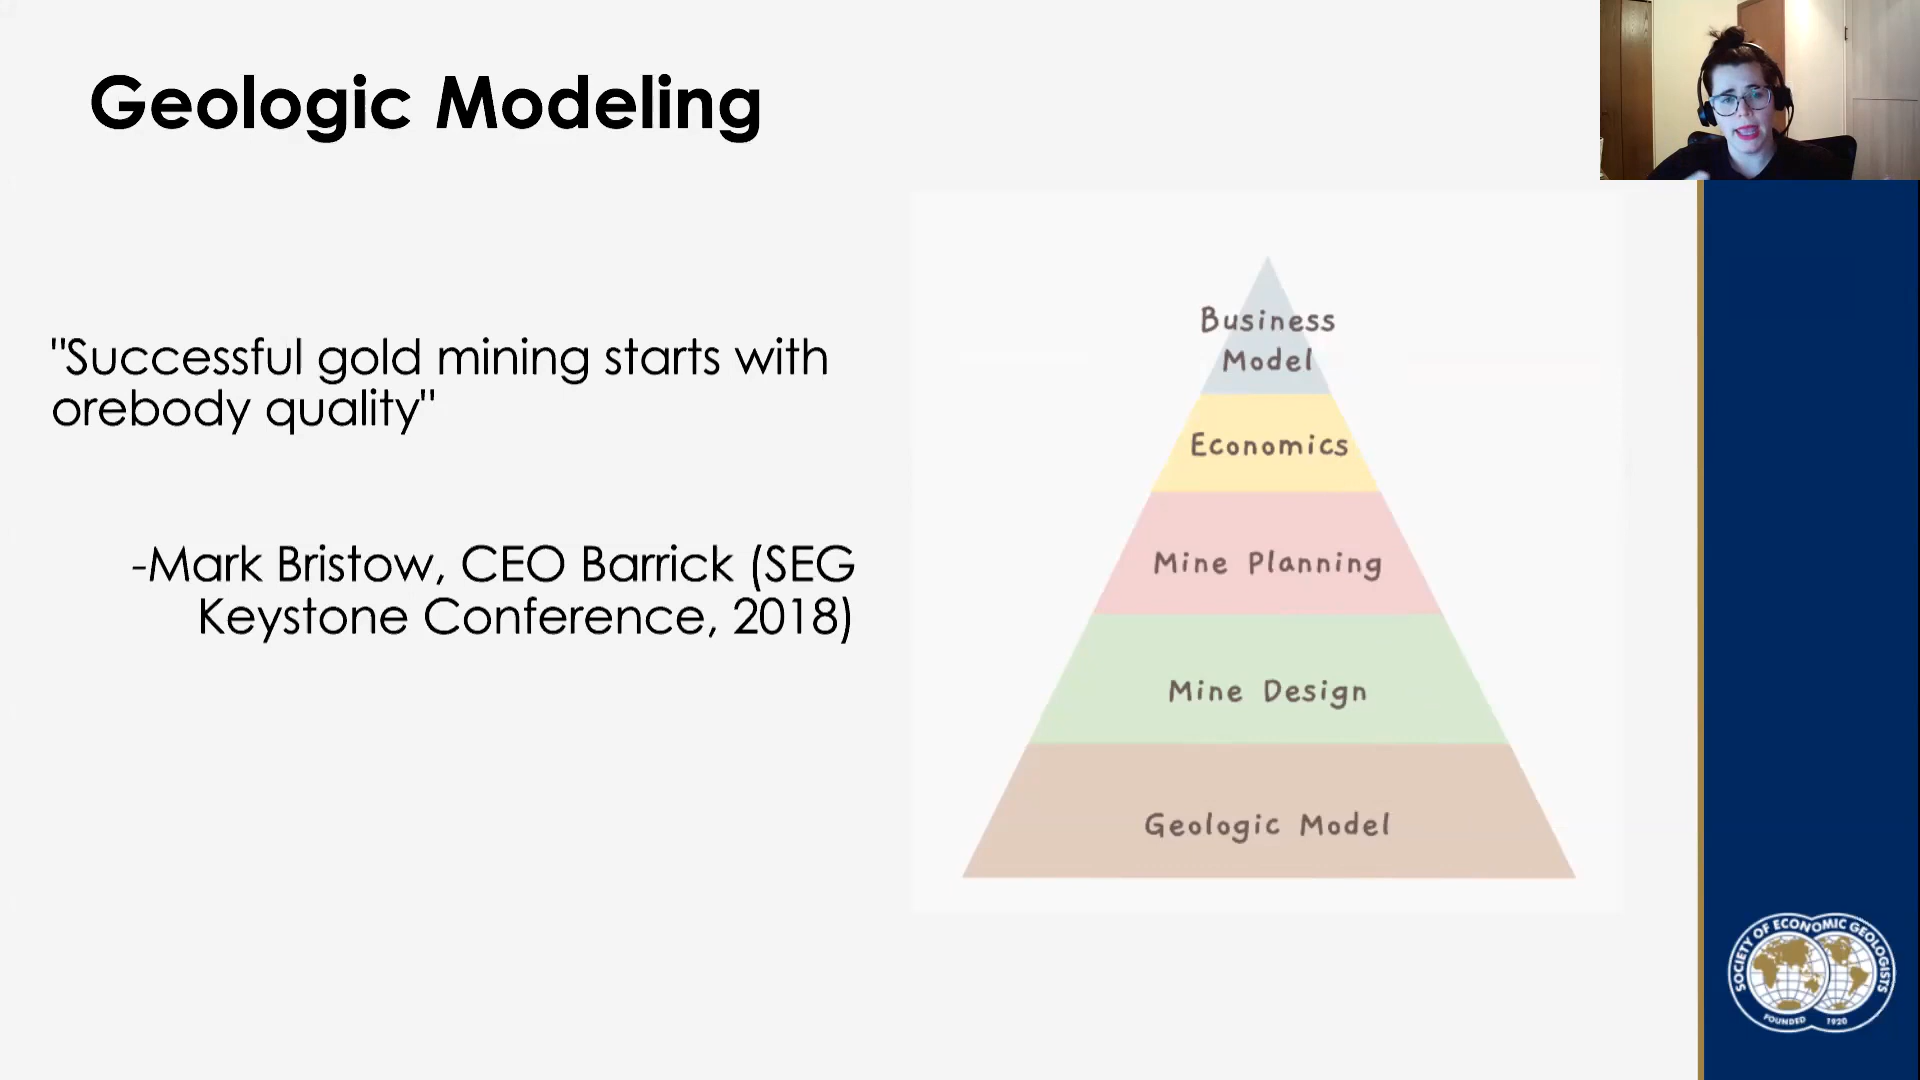 Geologic Modeling
"Successful gold mining starts with
orebody quality"
-Mark Bristow, CEO Barrick (SEG
Keystone Conference, 2018)
Business
Model
Economics
Mine Planning
Mine Design
Geologic Model
SOCIETY OF ECONOMIC GEOLOGISTS
FOUNDED 1920